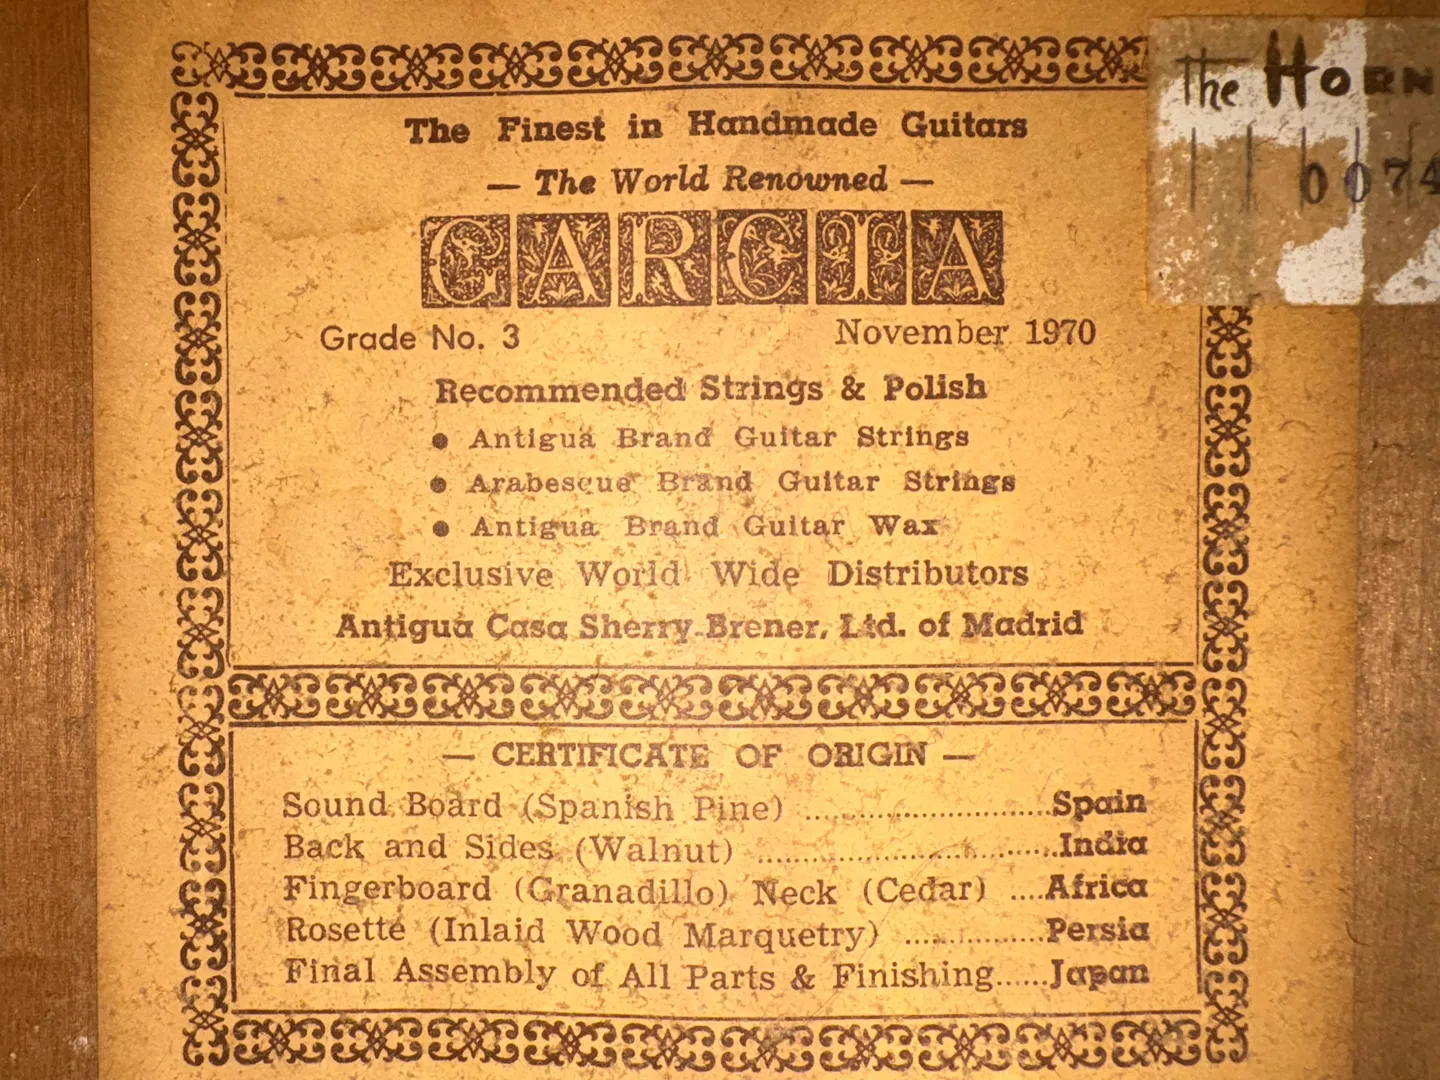 The HORN
0074
The Finest in Handmade Guitars
— The World Renowned —
GARCIA
Grade No. 3 November 1970
Recommended Strings & Polish
• Antigua Brand Guitar Strings
• Arabesque Brand Guitar Strings
• Antigua Brand Guitar Wax
Exclusive World Wide Distributors
Antigua Casa Sherry-Brener, Ltd. of Madrid
— CERTIFICATE OF ORIGIN —
Sound Board (Spanish Pine) ..........................Spain
Back and Sides (Walnut) ................................India
Fingerboard (Granadillo) Neck (Cedar) ....Africa
Rosette (Inlaid Wood Marquetry) ...............Persia
Final Assembly of All Parts & Finishing......Japan